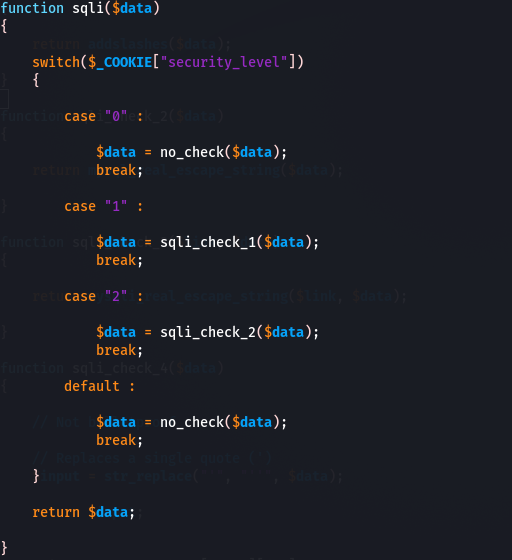 function sqli($data)
{
    switch($_COOKIE["security_level"])
    {
        case "0" :
            $data = no_check($data);
            break;
        case "1" :
            $data = sqli_check_1($data);
            break;
        case "2" :
            $data = sqli_check_2($data);
            break;
        default :
            $data = no_check($data);
            break;
    }
    return $data;
}